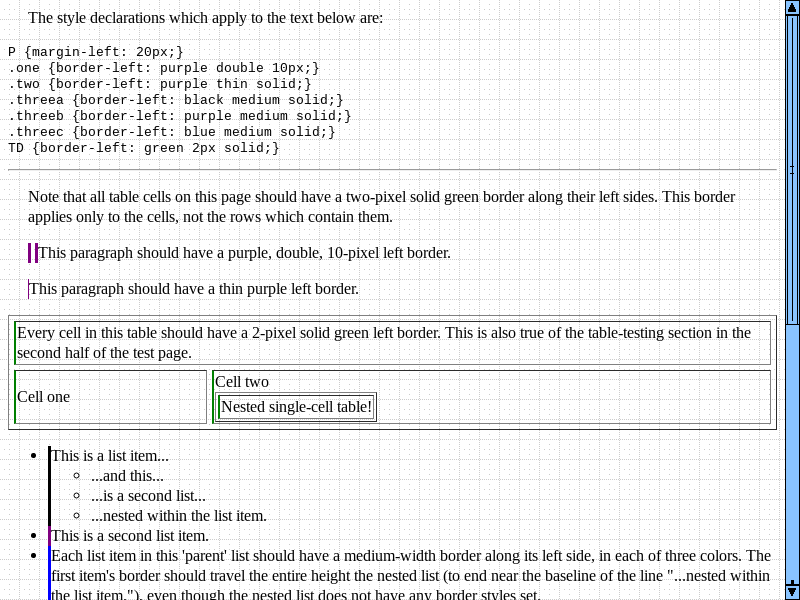 The style declarations which apply to the text below are:
P {margin-left: 20px;}
.one {border-left: purple double 10px;}
.two {border-left: purple thin solid;}
.threea {border-left: black medium solid;}
.threeb {border-left: purple medium solid;}
.threec {border-left: blue medium solid;}
TD {border-left: green 2px solid;}
Note that all table cells on this page should have a two-pixel solid green border along their left sides. This border
applies only to the cells, not the rows which contain them.
This paragraph should have a purple, double, 10-pixel left border.
This paragraph should have a thin purple left border.
Every cell in this table should have a 2-pixel solid green left border. This is also true of the table-testing section in the
second half of the test page.
Cell one
Cell two
Nested single-cell table!
This is a list item...
...and this...
...is a second list...
...nested within the list item.
This is a second list item.
Each list item in this 'parent' list should have a medium-width border along its left side, in each of three colors. The
first item's border should travel the entire height the nested list (to end near the baseline of the line "...nested within
the list item."), even though the nested list does not have any border styles set.